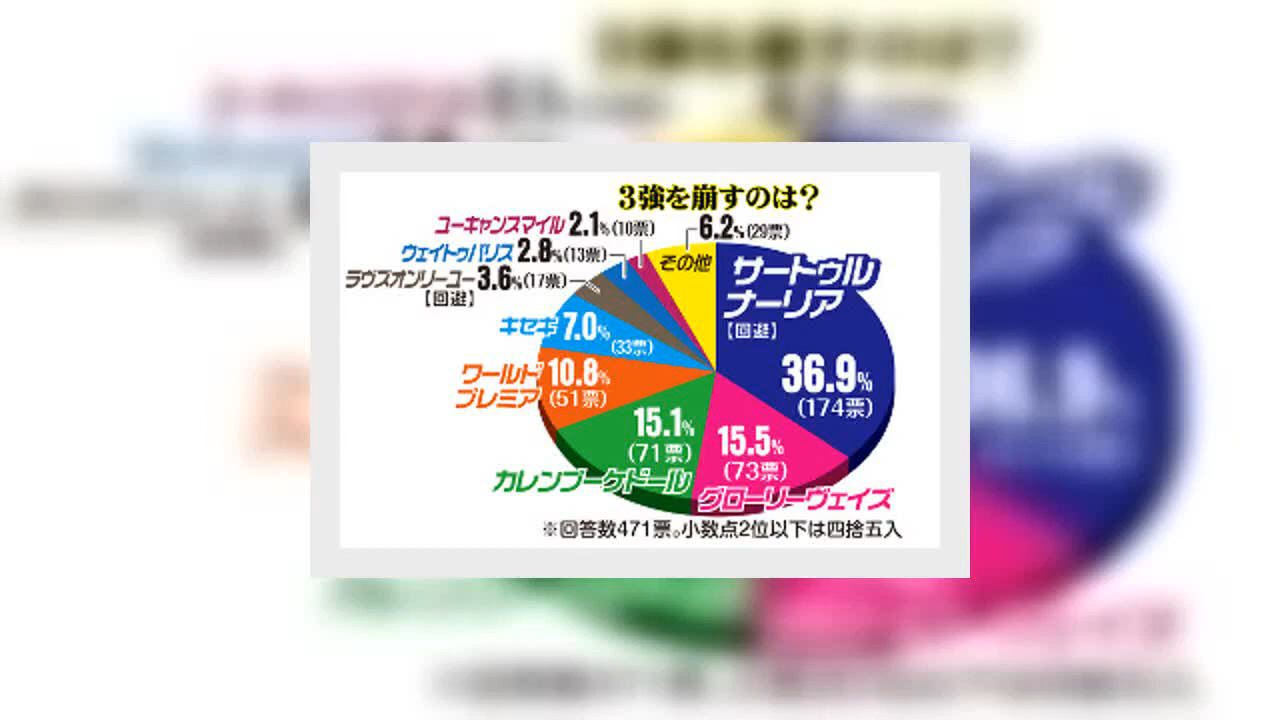 3強を崩すのは?
ユーキャンスマイル 2.1%(10票)
6.2%(29票)
その他
ヴェイトゥパリス 2.8%(13票)
ラヴズオンリーユー 3.6%(17票)
【回避】
サートゥル
ナーリア
【回避】
キセキ 7.0%
(33票)
36.9%
(174票)
ワールド
プレミア
10.8%
(51票)
15.1%
(71票)
カレンブーケドール
15.5%
(73票)
グローリーヴェイズ
※回答数471票。小数点2位以下は四捨五入